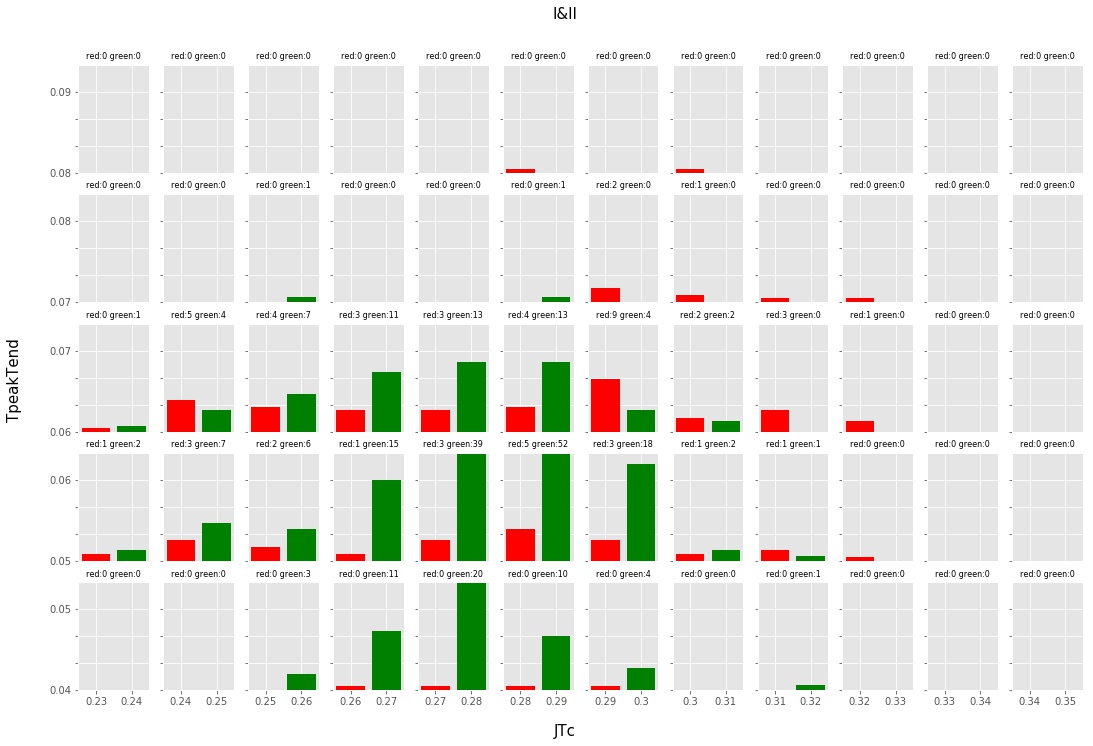 I&II
red:0 green:0 red:0 green:0 red:0 green:0 red:0 green:0 red:0 green:0 red:0 green:0 red:0 green:0 red:0 green:0 red:0 green:0 red:0 green:0 red:0 green:0 red:0 green:0
0.09
0.08
red:0 green:0 red:0 green:0 red:0 green:1 red:0 green:0 red:0 green:0 red:0 green:1 red:2 green:0 red:1 green:0 red:0 green:0 red:0 green:0 red:0 green:0 red:0 green:0
0.08
0.07
red:0 green:1 red:5 green:4 red:4 green:7 red:3 green:11 red:3 green:13 red:4 green:13 red:9 green:4 red:2 green:2 red:3 green:0 red:1 green:0 red:0 green:0 red:0 green:0
0.07
0.06
TpeakTend
red:1 green:2 red:3 green:7 red:2 green:6 red:1 green:15 red:3 green:39 red:5 green:52 red:3 green:18 red:1 green:2 red:1 green:1 red:0 green:0 red:0 green:0 red:0 green:0
0.06
0.05
red:0 green:0 red:0 green:0 red:0 green:3 red:0 green:11 red:0 green:20 red:0 green:10 red:0 green:4 red:0 green:0 red:0 green:1 red:0 green:0 red:0 green:0 red:0 green:0
0.05
0.04
0.23 0.24 0.24 0.25 0.25 0.26 0.26 0.27 0.27 0.28 0.28 0.29 0.29 0.3 0.3 0.31 0.31 0.32 0.32 0.33 0.33 0.34 0.34 0.35
JTc